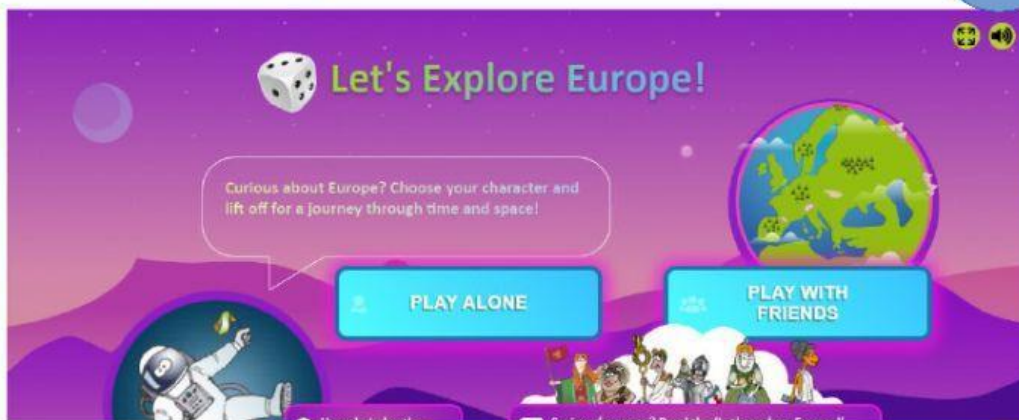 Let's Explore Europe!
Curious about Europe? Choose your character and
lift off for a journey through time and space!
PLAY ALONE
PLAY WITH
FRIENDS